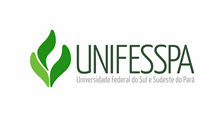 UNIFESSPA
Universidade Federal do Sul e Sudeste do Pará